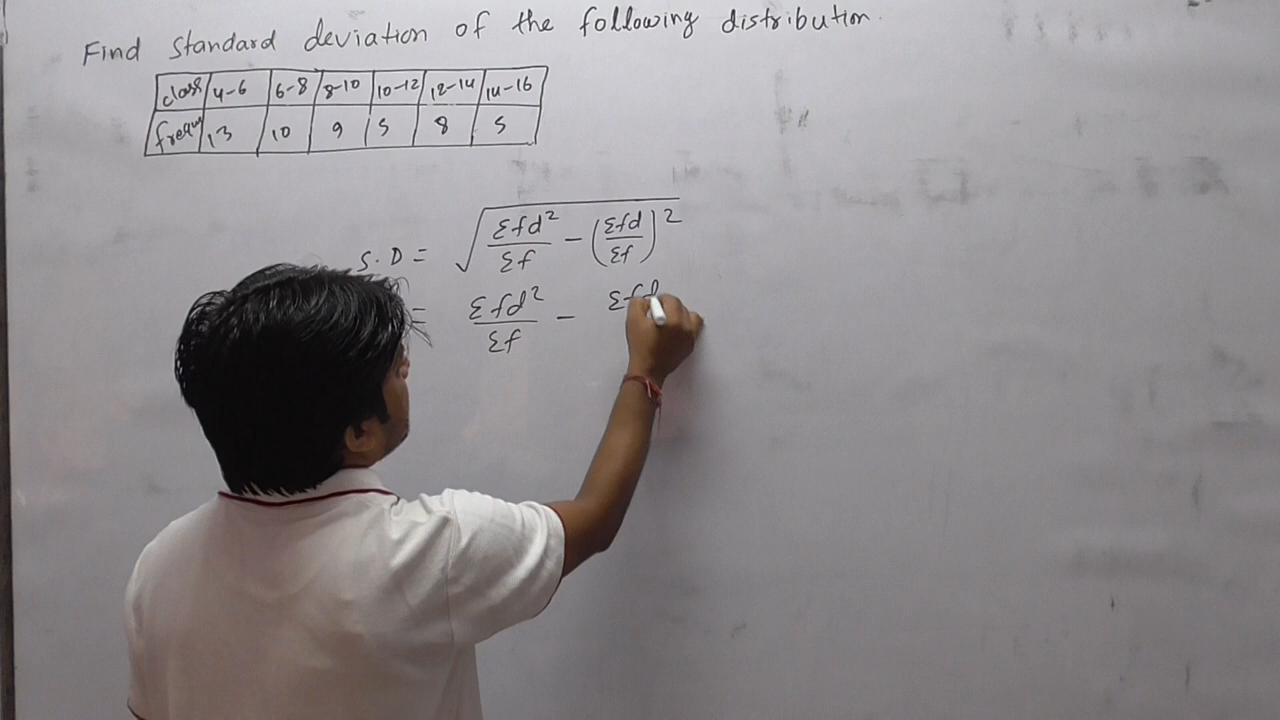 Find standard deviation of the following distribution.
class 4-6 6-8 8-10 10-12 12-14 14-16
frequ 13 10 9 5 8 5
S.D = √(Σfd²/Σf - (Σfd/Σf)²)
= Σfd²/Σf - Σfd